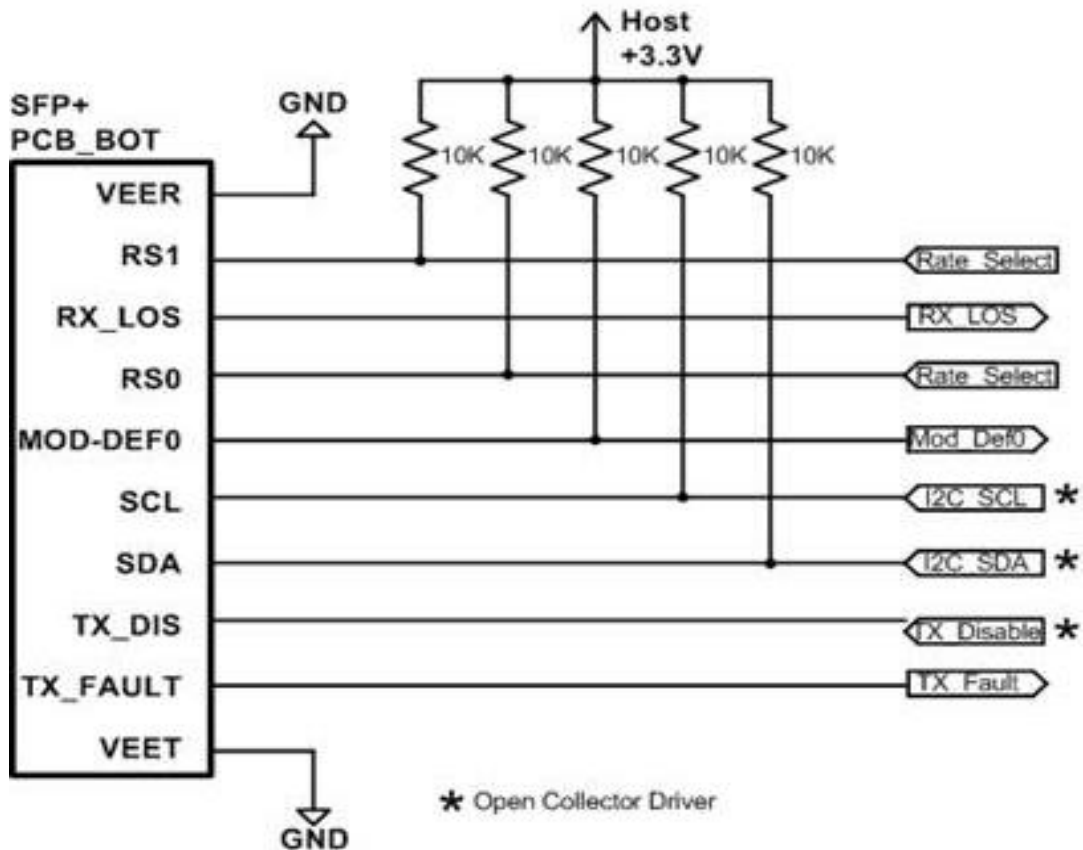 Host
+3.3V
SFP+
PCB_BOT
GND
10K 10K 10K 10K 10K
VEER
RS1 Rate_Select
RX_LOS RX_LOS
RS0 Rate_Select
MOD-DEF0 Mod_Def0
SCL I2C_SCL *
SDA I2C_SDA *
TX_DIS TX_Disable *
TX_FAULT TX_Fault
VEET
* Open Collector Driver
GND